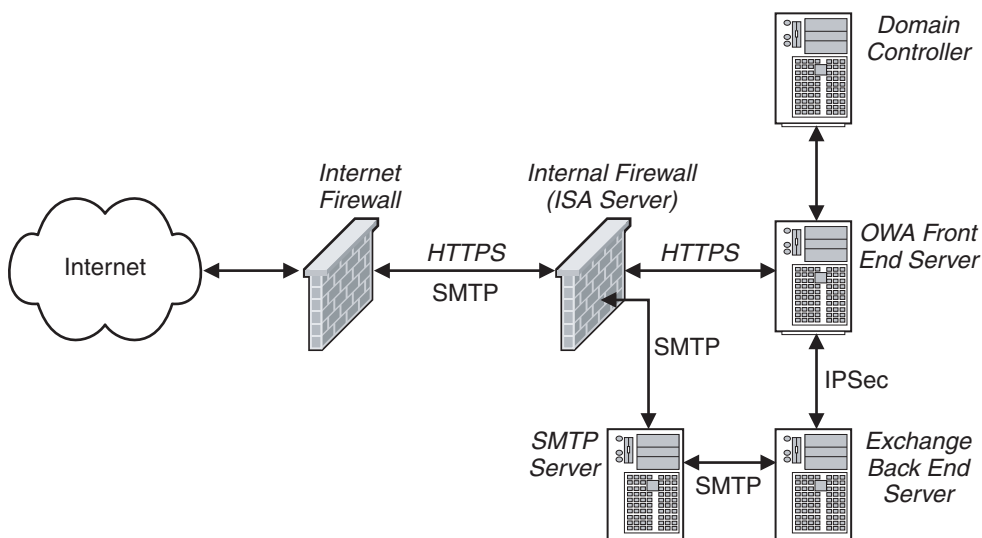 Domain
Controller
Internet
Firewall
Internal Firewall
(ISA Server)
Internet
HTTPS
SMTP
HTTPS
OWA Front
End Server
SMTP
IPSec
SMTP
Server
SMTP
Exchange
Back End
Server